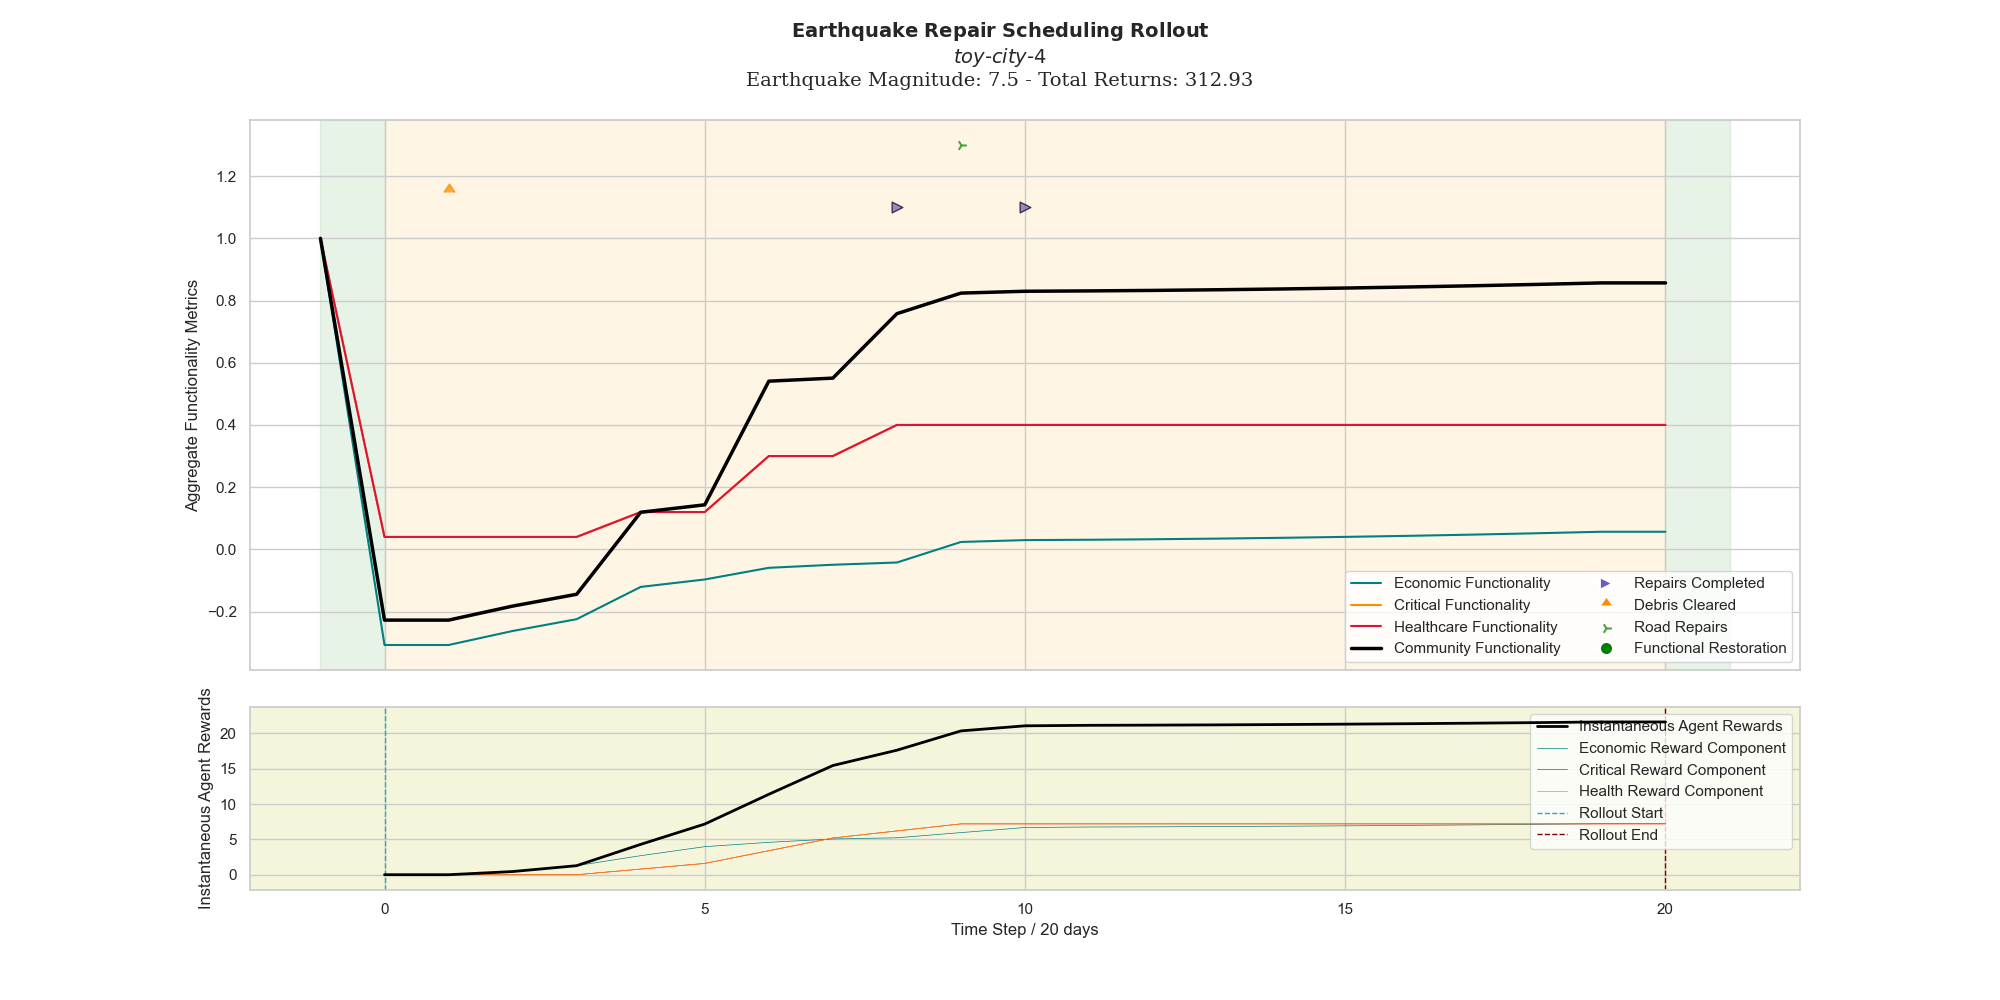 Earthquake Repair Scheduling Rollout
toy-city-4
Earthquake Magnitude: 7.5 - Total Returns: 312.93
Aggregate Functionality Metrics
1.2
1.0
0.8
0.6
0.4
0.2
0.0
−0.2
Economic Functionality
Critical Functionality
Healthcare Functionality
Community Functionality
Repairs Completed
Debris Cleared
Road Repairs
Functional Restoration
Instantaneous Agent Rewards
20
15
10
5
0
Instantaneous Agent Rewards
Economic Reward Component
Critical Reward Component
Health Reward Component
Rollout Start
Rollout End
0 5 10 15 20
Time Step / 20 days